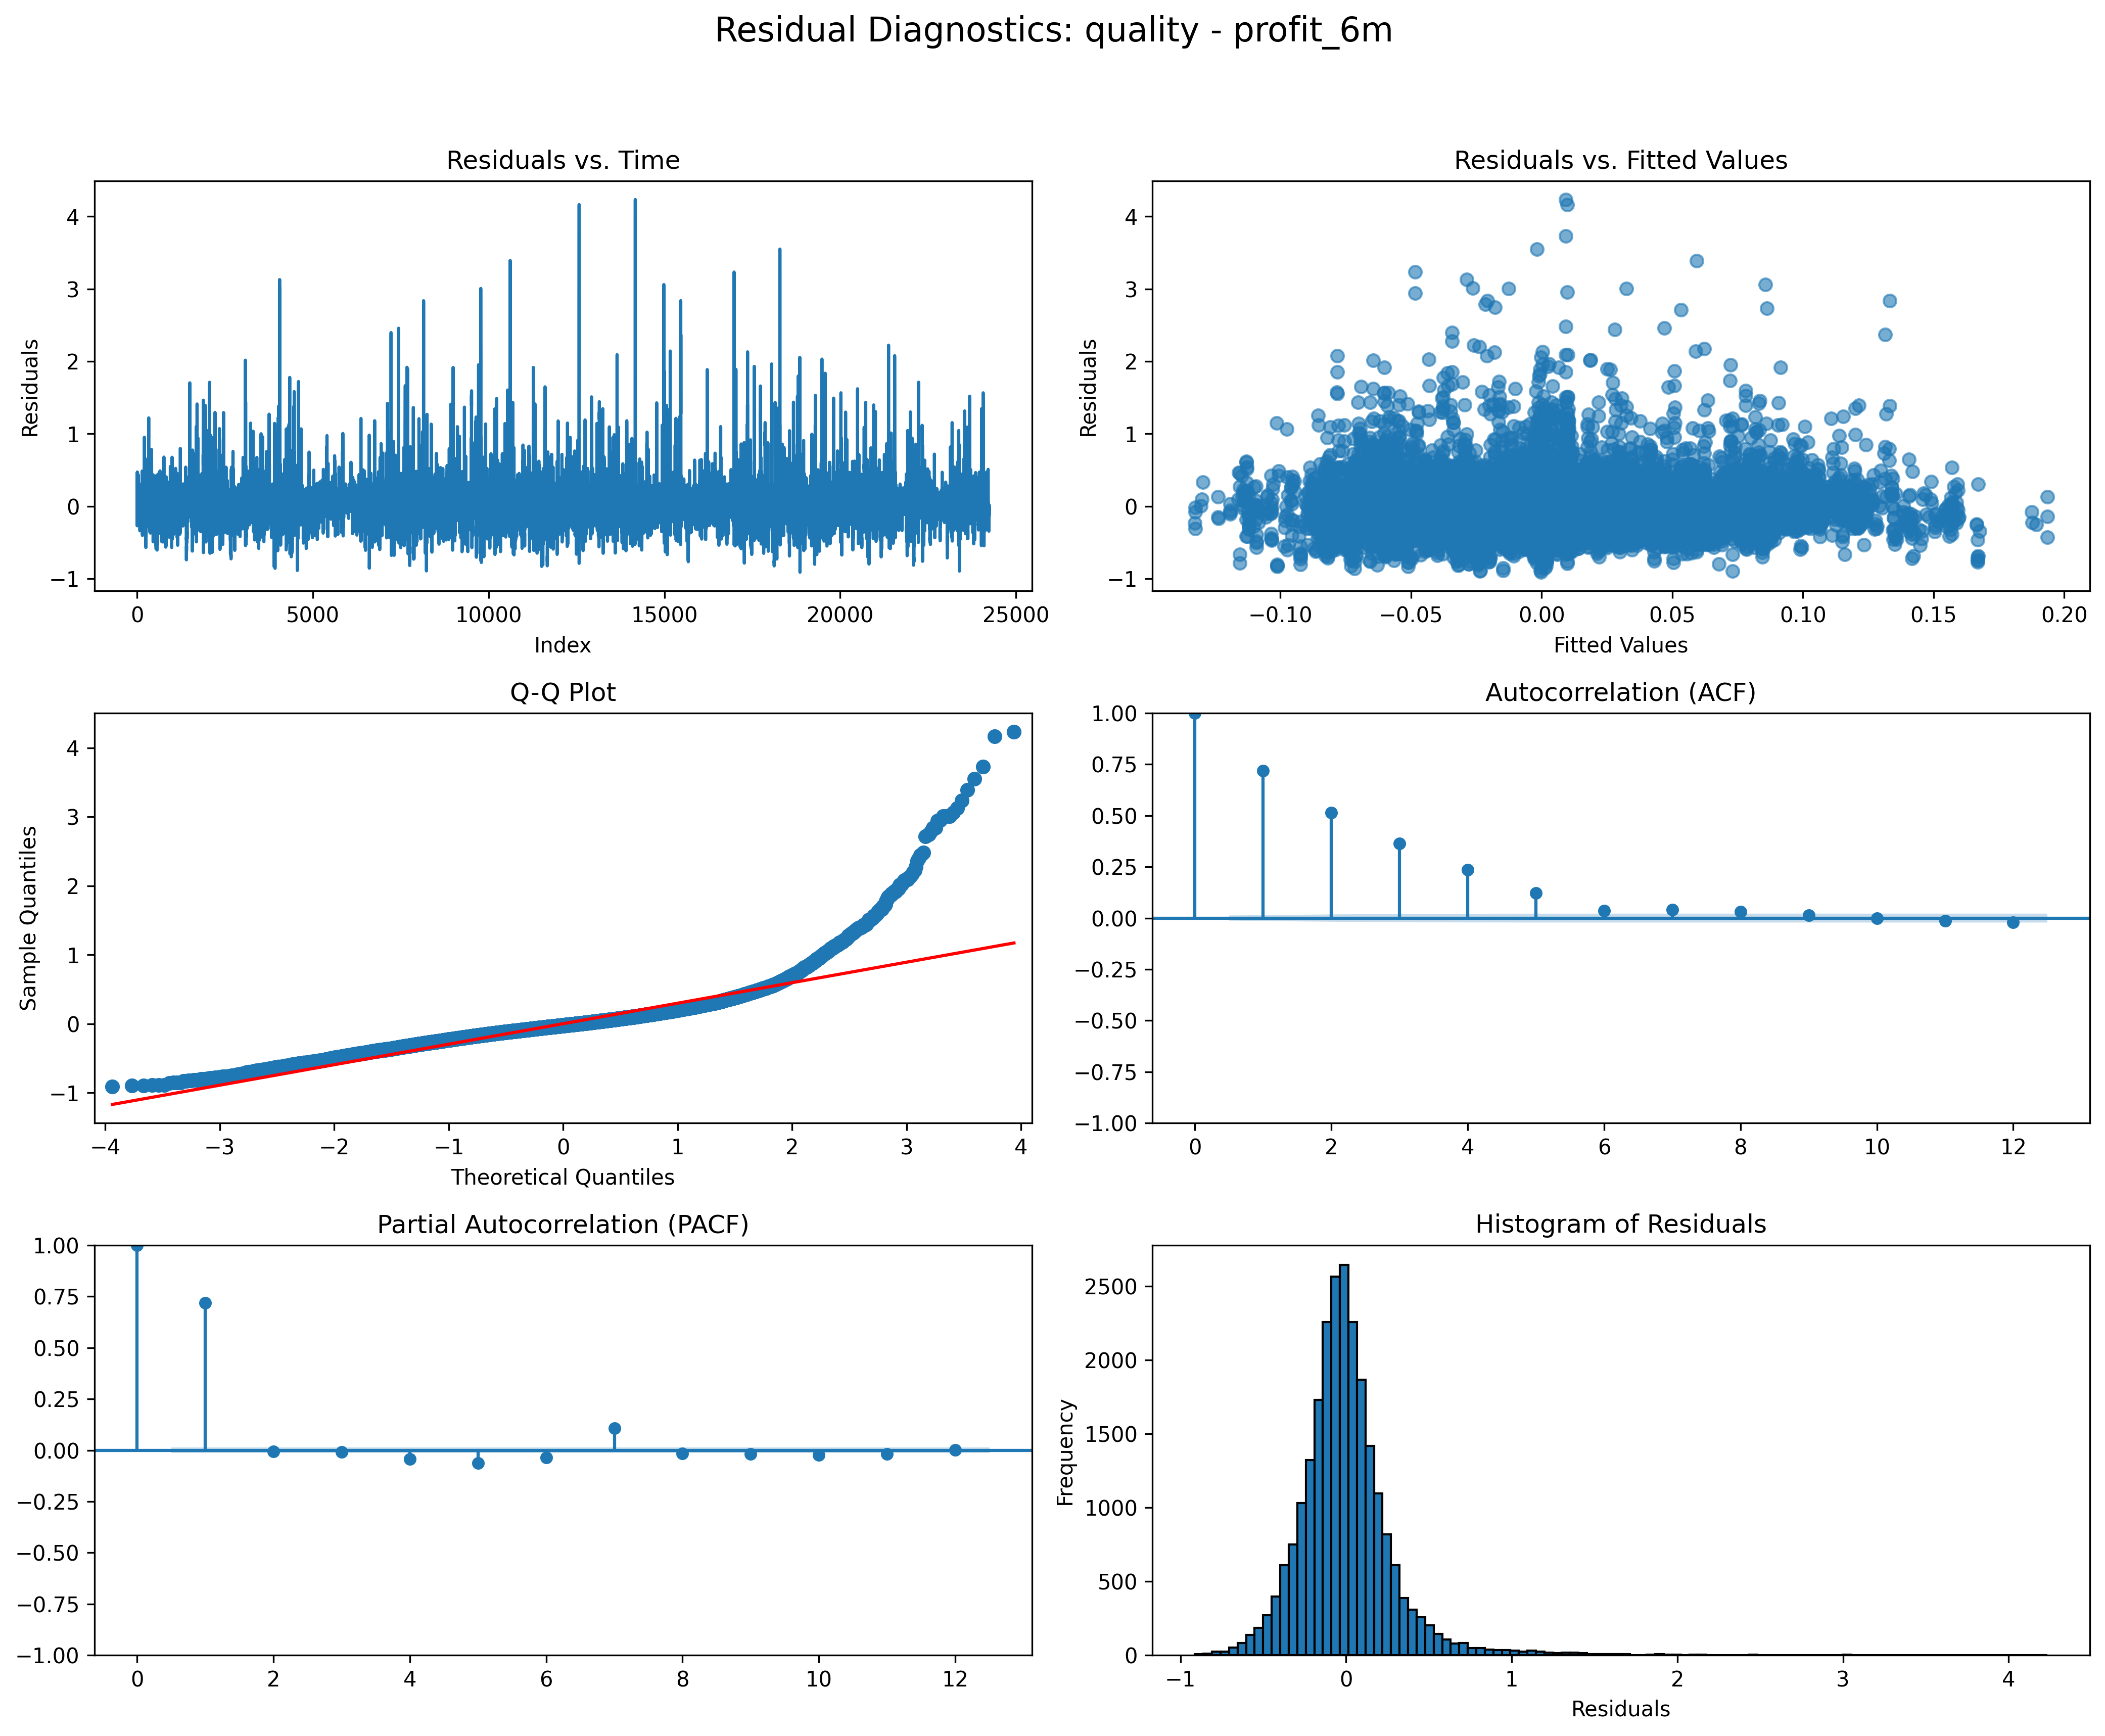 Residual Diagnostics: quality - profit_6m
Residuals vs. Time
Residuals
4
3
2
1
0
−1
0 5000 10000 15000 20000 25000
Index
Residuals vs. Fitted Values
Residuals
4
3
2
1
0
−1
−0.10 −0.05 0.00 0.05 0.10 0.15 0.20
Fitted Values
Q-Q Plot
Sample Quantiles
4
3
2
1
0
−1
−4 −3 −2 −1 0 1 2 3 4
Theoretical Quantiles
Autocorrelation (ACF)
1.00
0.75
0.50
0.25
0.00
−0.25
−0.50
−0.75
−1.00
0 2 4 6 8 10 12
Partial Autocorrelation (PACF)
1.00
0.75
0.50
0.25
0.00
−0.25
−0.50
−0.75
−1.00
0 2 4 6 8 10 12
Histogram of Residuals
Frequency
2500
2000
1500
1000
500
0
−1 0 1 2 3 4
Residuals